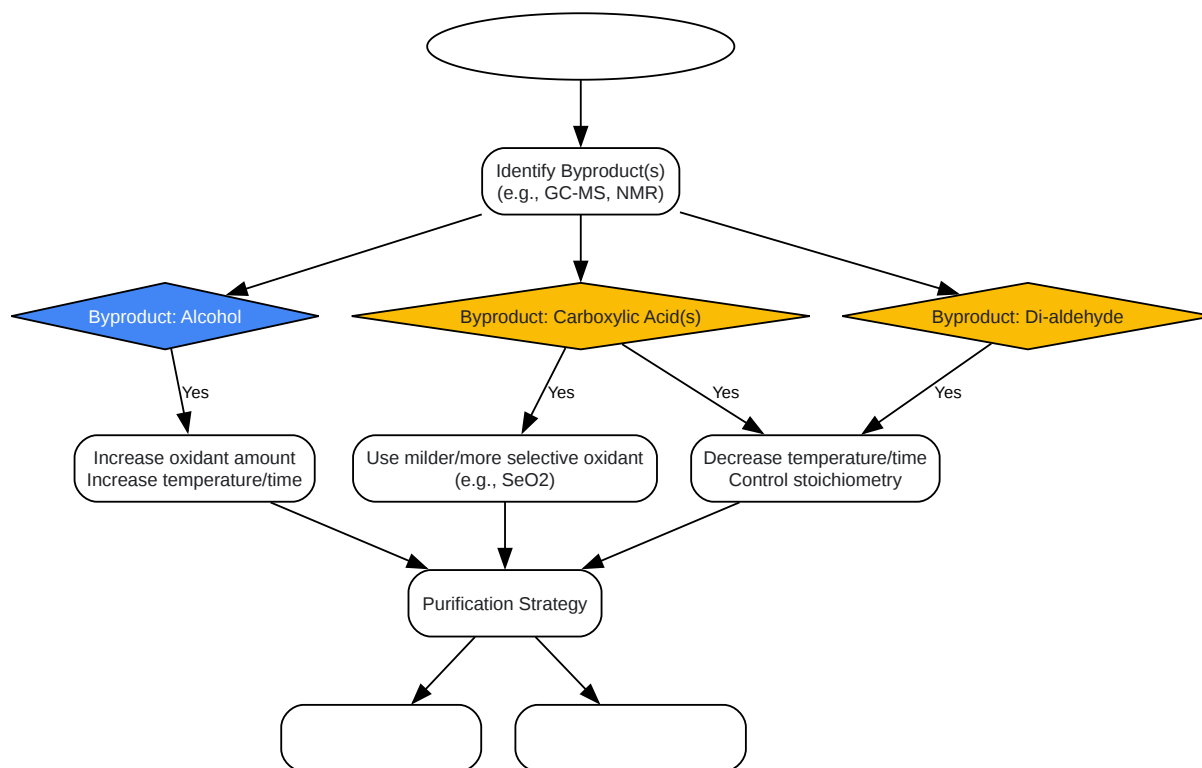 Identify Byproduct(s)
(e.g., GC-MS, NMR)
Byproduct: Alcohol
Byproduct: Carboxylic Acid(s)
Byproduct: Di-aldehyde
Yes
Yes
Yes
Yes
Increase oxidant amount
Increase temperature/time
Use milder/more selective oxidant
(e.g., SeO2)
Decrease temperature/time
Control stoichiometry
Purification Strategy